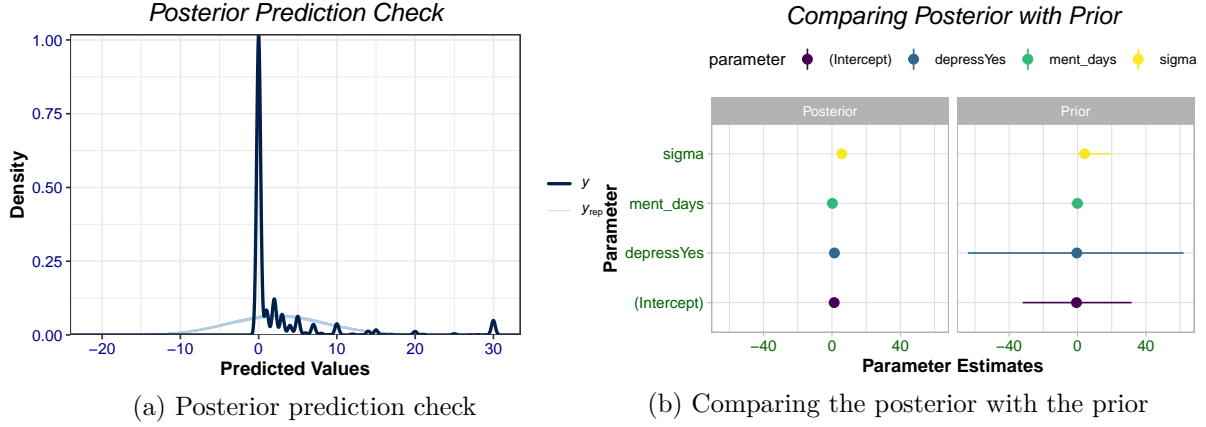 Posterior Prediction Check
1.00
0.75
0.50
0.25
0.00
Density
−20
−10
0
10
20
30
Predicted Values
y
yrep
(a) Posterior prediction check
Comparing Posterior with Prior
parameter (Intercept) depressYes ment_days sigma
Posterior Prior
sigma
ment_days
depressYes
(Intercept)
Parameter
−40 0 40 −40 0 40
Parameter Estimates
(b) Comparing the posterior with the prior